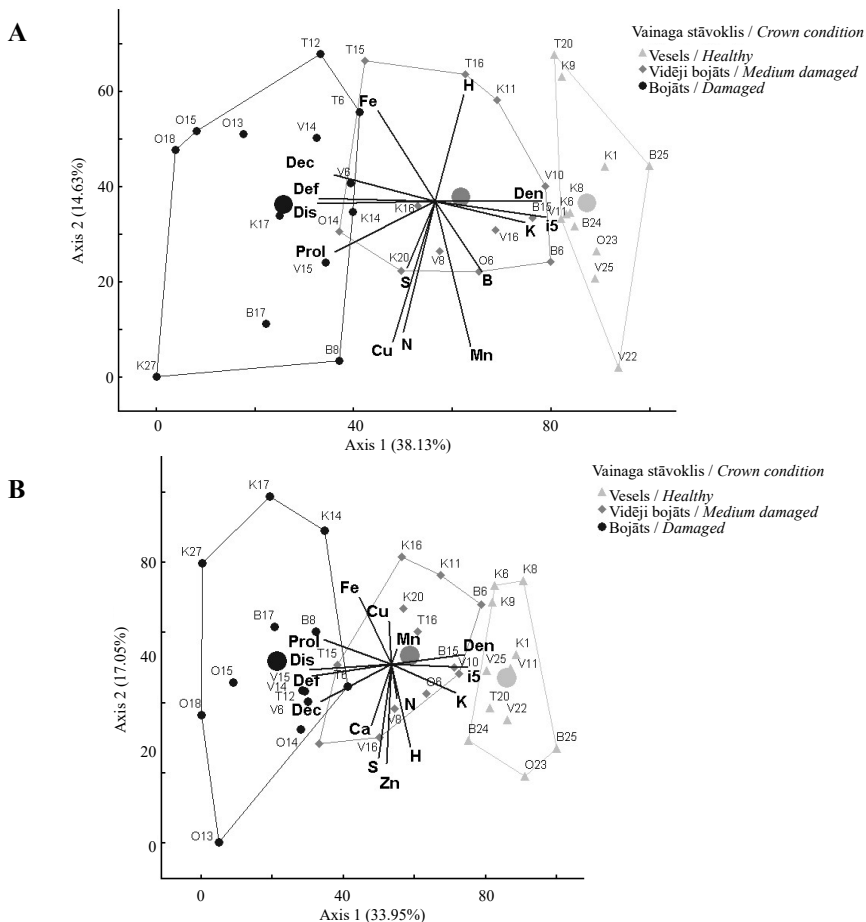 A
Vainaga stāvoklis / Crown condition
Vesels / Healthy
Vidēji bojāts / Medium damaged
Bojāts / Damaged
Axis 2 (14.63%)
60
40
20
0
T12
T15
T16
T20
K9
H
K11
Fe
T6
O15
O13
O18
V14
Dec
V6
K1
B25
V10
Def
Den
K8
Dis
K16
B15
V11
K6
K17
K14
i5
B24
O14
K
V16
Prol
O23
K20
V8
O6
B6
V15
S
B
V25
B17
Cu
N
Mn
V22
K27
B8
0
40
80
Axis 1 (38.13%)
B
Vainaga stāvoklis / Crown condition
Vesels / Healthy
Vidēji bojāts / Medium damaged
Bojāts / Damaged
Axis 2 (17.05%)
80
40
20
0
K17
K14
K27
K16
K11
K6
K8
Fe
K20
B6
K9
Cu
B17
B8
T16
Prol
Mn
Den
K1
Dis
T15
B15
V10
V25
V11
O15
V15
Def
i5
V14
T6
T12
Dec
O6
K
T20
O18
V6
N
V8
V22
Ca
O14
V16
H
B24
B25
S
Zn
O23
O13
0
40
80
Axis 1 (33.95%)